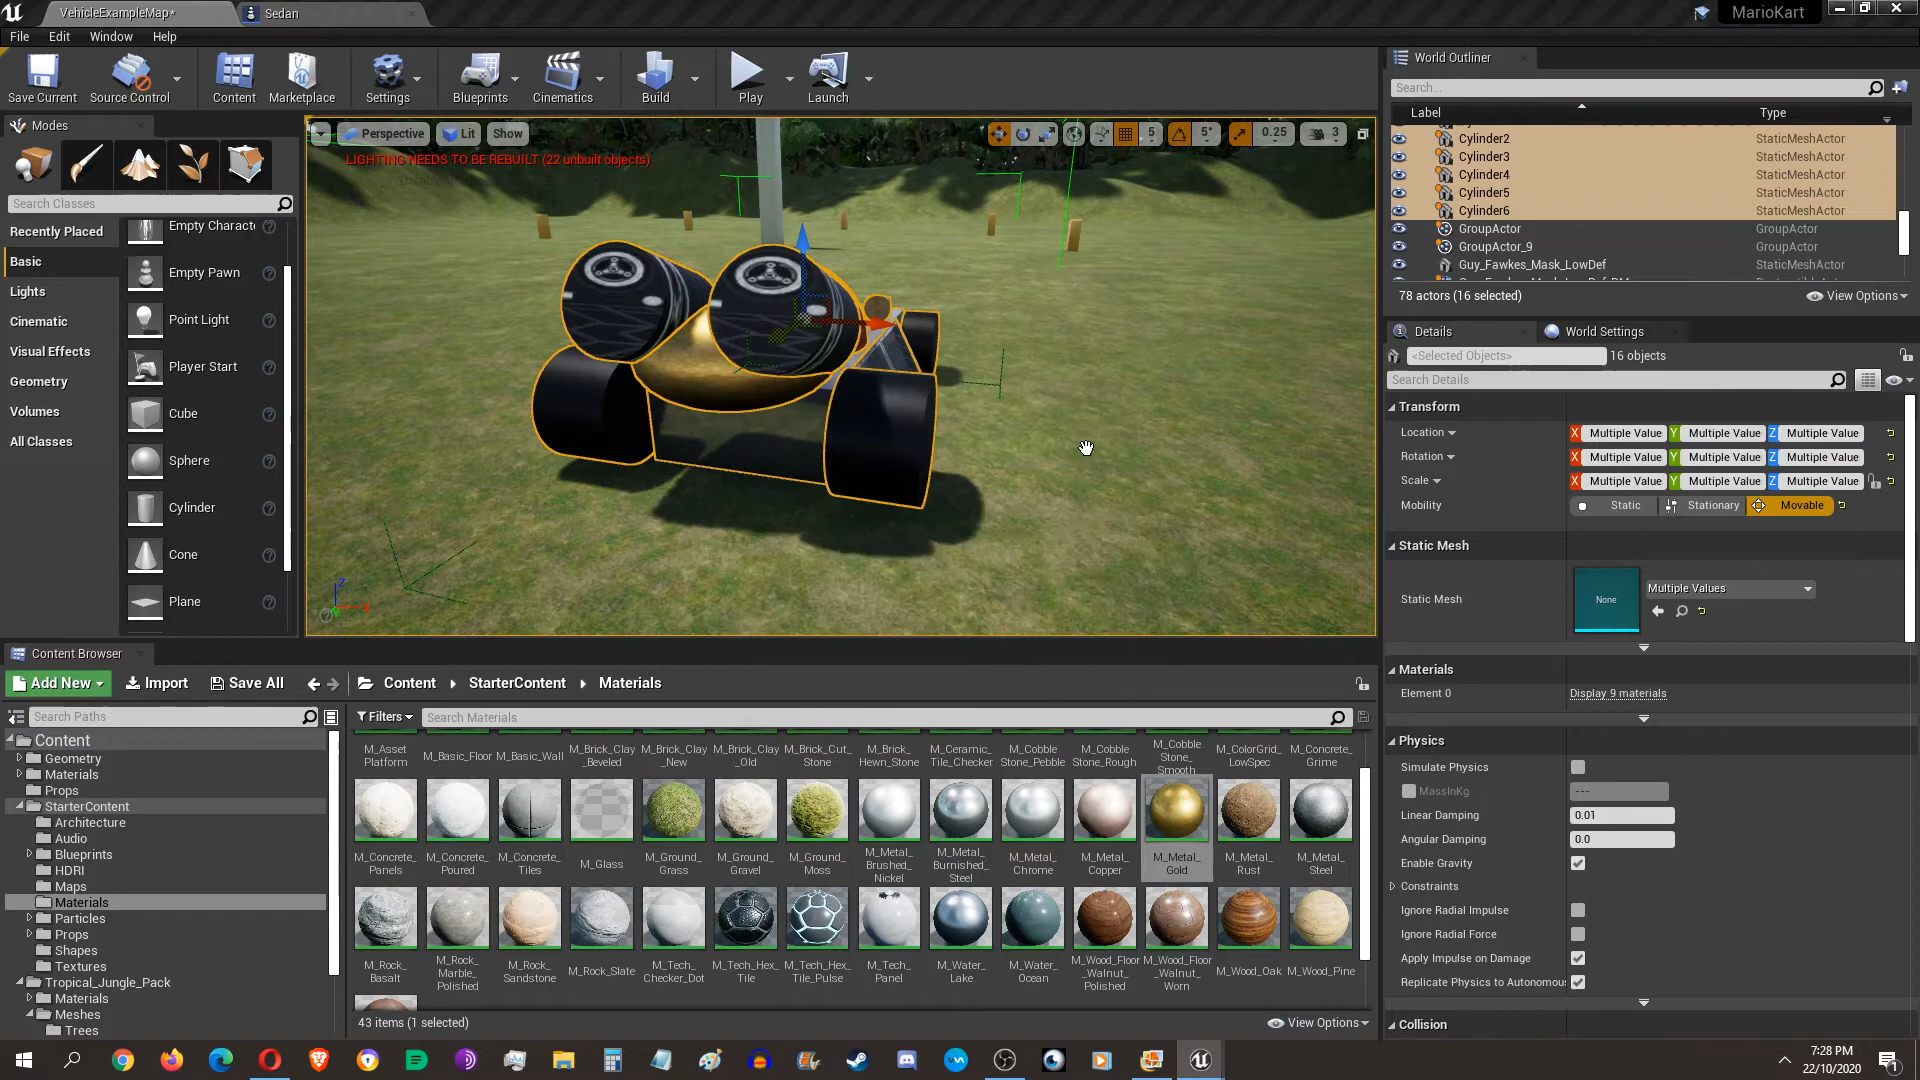 VehicleExampleMap*
Sedan
MarioKart
File Edit Window Help
Save Current
Source Control
Content
Marketplace
Settings
Blueprints
Cinematics
Build
Play
Launch
Modes
Search Classes
Recently Placed
Basic
Lights
Cinematic
Visual Effects
Geometry
Volumes
All Classes
Empty Charact
Empty Pawn
Point Light
Player Start
Cube
Sphere
Cylinder
Cone
Plane
Perspective Lit Show
5 5° 0.25 3
LIGHTING NEEDS TO BE REBUILT (22 unbuilt objects)
World Outliner
Search...
Label Type
Cylinder2 StaticMeshActor
Cylinder3 StaticMeshActor
Cylinder4 StaticMeshActor
Cylinder5 StaticMeshActor
Cylinder6 StaticMeshActor
GroupActor GroupActor
GroupActor_9 GroupActor
Guy_Fawkes_Mask_LowDef StaticMeshActor
78 actors (16 selected) View Options
Details World Settings
<Selected Objects> 16 objects
Search Details
Transform
Location X Multiple Value Y Multiple Value Z Multiple Value
Rotation X Multiple Value Y Multiple Value Z Multiple Value
Scale X Multiple Value Y Multiple Value Z Multiple Value
Mobility Static Stationary Movable
Static Mesh
Static Mesh None Multiple Values
Materials
Element 0 Display 9 materials
Physics
Simulate Physics
MassInKg ---
Linear Damping 0.01
Angular Damping 0.0
Enable Gravity
Constraints
Ignore Radial Impulse
Ignore Radial Force
Apply Impulse on Damage
Replicate Physics to Autonomou
Collision
Content Browser
Add New Import Save All Content StarterContent Materials
Search Paths
Filters Search Materials
Content
Geometry
Materials
Props
StarterContent
Architecture
Audio
Blueprints
HDRI
Maps
Materials
Particles
Props
Shapes
Textures
Tropical_Jungle_Pack
Materials
Meshes
Trees
M_Asset Platform
M_Basic_Floor
M_Basic_Wall
M_Brick_Clay _Beveled
M_Brick_Clay _New
M_Brick_Clay _Old
M_Brick_Cut_ Stone
M_Brick_ Hewn_Stone
M_Ceramic_ Tile_Checker
M_Cobble Stone_Pebble
M_Cobble Stone_Rough
M_Cobble Stone_ Smooth
M_ColorGrid_ LowSpec
M_Concrete_ Grime
M_Concrete_ Panels
M_Concrete_ Poured
M_Concrete_ Tiles
M_Glass
M_Ground_ Grass
M_Ground_ Gravel
M_Ground_ Moss
M_Metal_ Brushed_ Nickel
M_Metal_ Burnished_ Steel
M_Metal_ Chrome
M_Metal_ Copper
M_Metal_ Gold
M_Metal_ Rust
M_Metal_ Steel
M_Rock_ Basalt
M_Rock_ Marble_ Polished
M_Rock_ Sandstone
M_Rock_Slate
M_Tech_ Checker_Dot
M_Tech_Hex_ Tile
M_Tech_Hex_ Tile_Pulse
M_Tech_ Panel
M_Water_ Lake
M_Water_ Ocean
M_Wood_Floor _Walnut_ Polished
M_Wood_Floor _Walnut_ Worn
M_Wood_Oak
M_Wood_Pine
43 items (1 selected) View Options
7:28 PM
22/10/2020